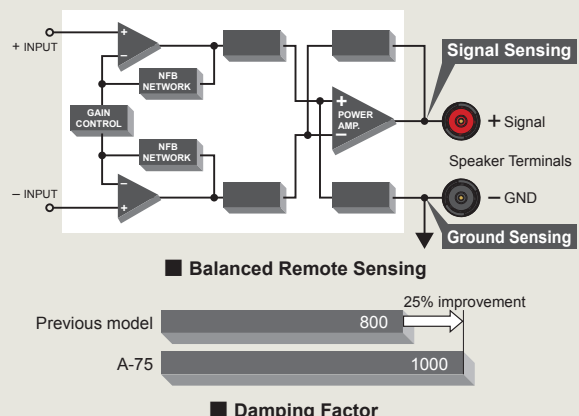 + INPUT
+
−
NFB
NETWORK
GAIN
CONTROL
NFB
NETWORK
−
+
− INPUT
+
POWER
AMP.
−
Signal Sensing
+ Signal
Speaker Terminals
− GND
Ground Sensing
■ Balanced Remote Sensing
25% improvement
Previous model 800
A-75 1000
■ Damping Factor